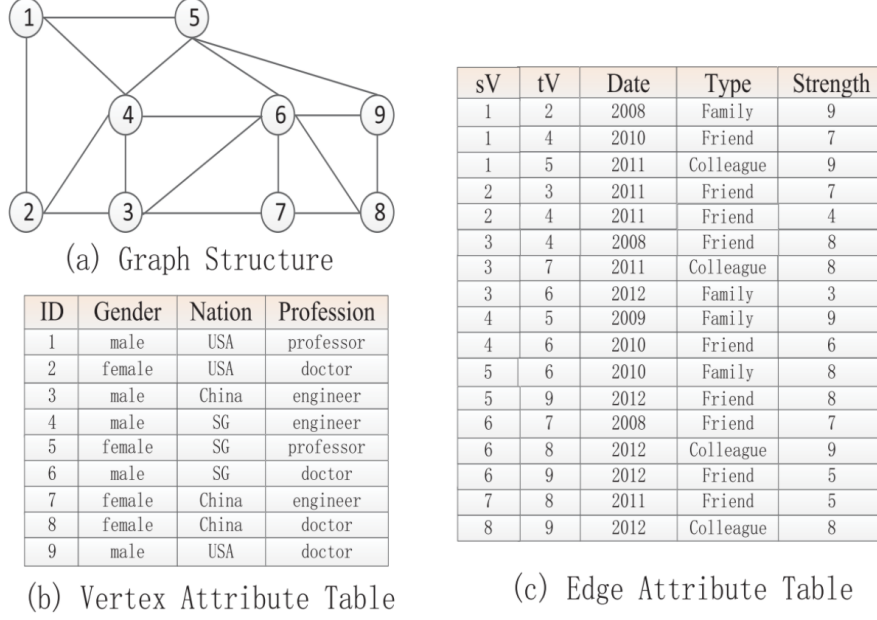 1
5
4
6
9
2
3
7
8
(a) Graph Structure
ID Gender Nation Profession
1 male USA professor
2 female USA doctor
3 male China engineer
4 male SG engineer
5 female SG professor
6 male SG doctor
7 female China engineer
8 female China doctor
9 male USA doctor
(b) Vertex Attribute Table
sV tV Date Type Strength
1 2 2008 Family 9
1 4 2010 Friend 7
1 5 2011 Colleague 9
2 3 2011 Friend 7
2 4 2011 Friend 4
3 4 2008 Friend 8
3 7 2011 Colleague 8
3 6 2012 Family 3
4 5 2009 Family 9
4 6 2010 Friend 6
5 6 2010 Family 8
5 9 2012 Friend 8
6 7 2008 Friend 7
6 8 2012 Colleague 9
6 9 2012 Friend 5
7 8 2011 Friend 5
8 9 2012 Colleague 8
(c) Edge Attribute Table